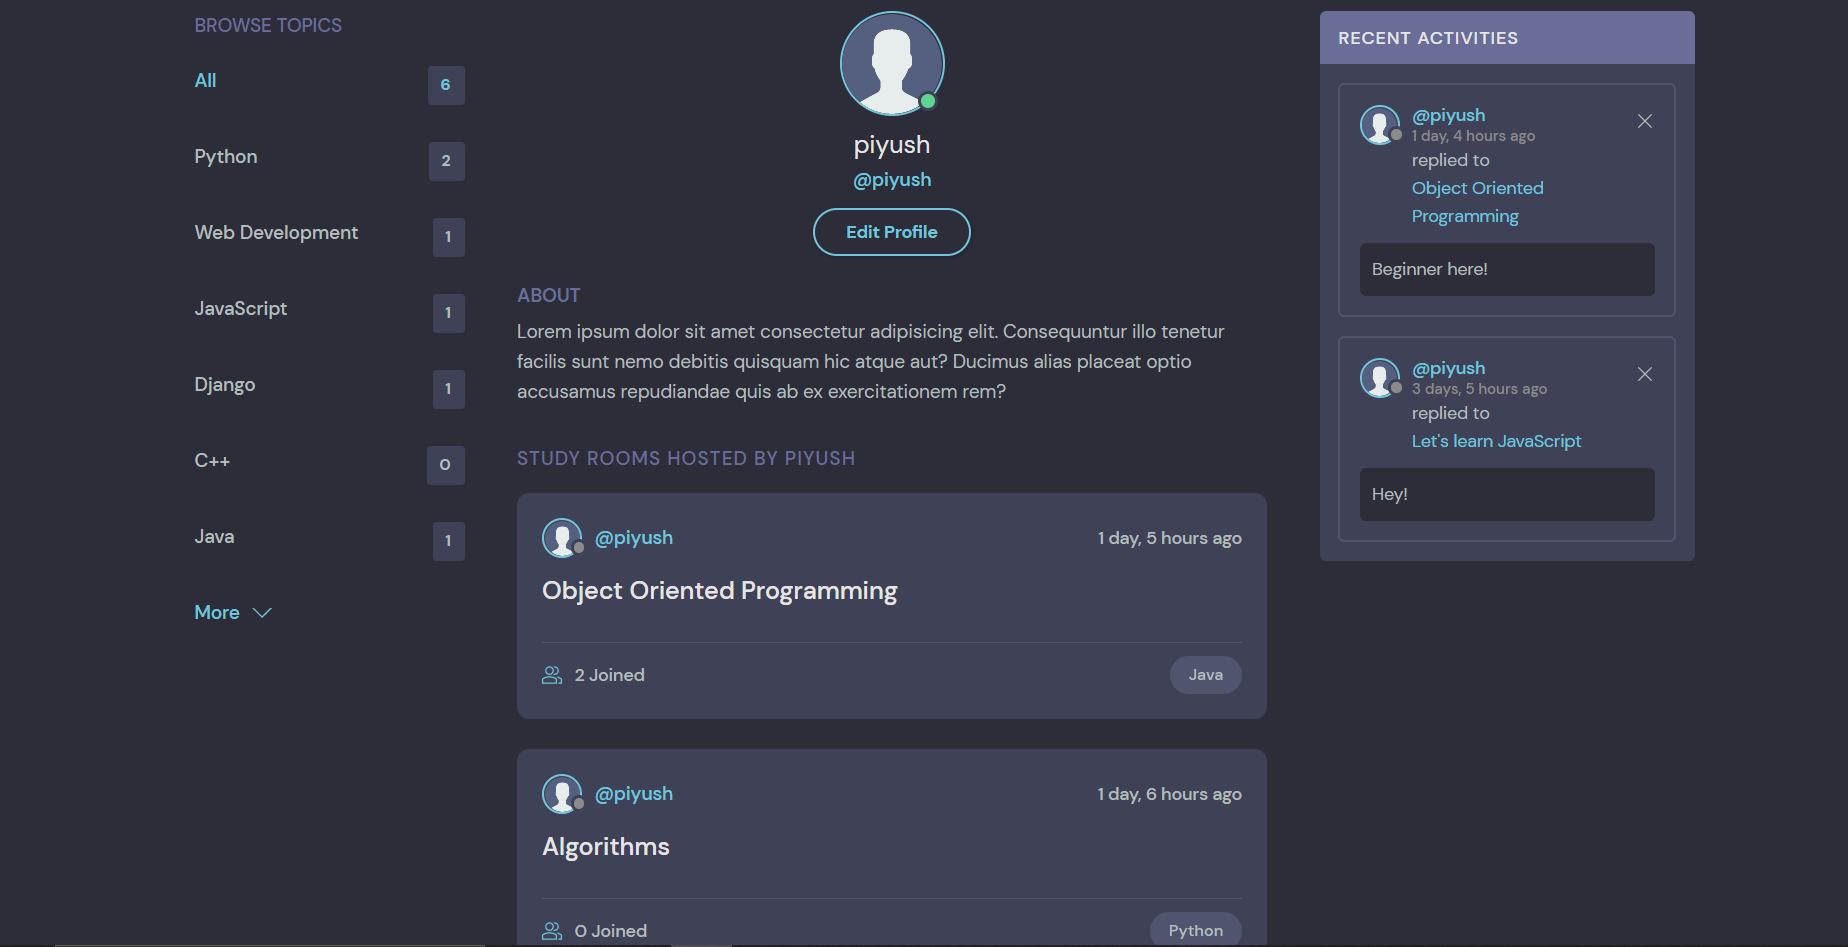 BROWSE TOPICS
All
6
Python
2
Web Development
1
JavaScript
1
Django
1
C++
0
Java
1
More
piyush
@piyush
Edit Profile
ABOUT
Lorem ipsum dolor sit amet consectetur adipisicing elit. Consequuntur illo tenetur
facilis sunt nemo debitis quisquam hic atque aut? Ducimus alias placeat optio
accusamus repudiandae quis ab ex exercitationem rem?
STUDY ROOMS HOSTED BY PIYUSH
@piyush
1 day, 5 hours ago
Object Oriented Programming
2 Joined
Java
@piyush
1 day, 6 hours ago
Algorithms
0 Joined
Python
RECENT ACTIVITIES
@piyush
1 day, 4 hours ago
replied to
Object Oriented
Programming
Beginner here!
@piyush
3 days, 5 hours ago
replied to
Let's learn JavaScript
Hey!